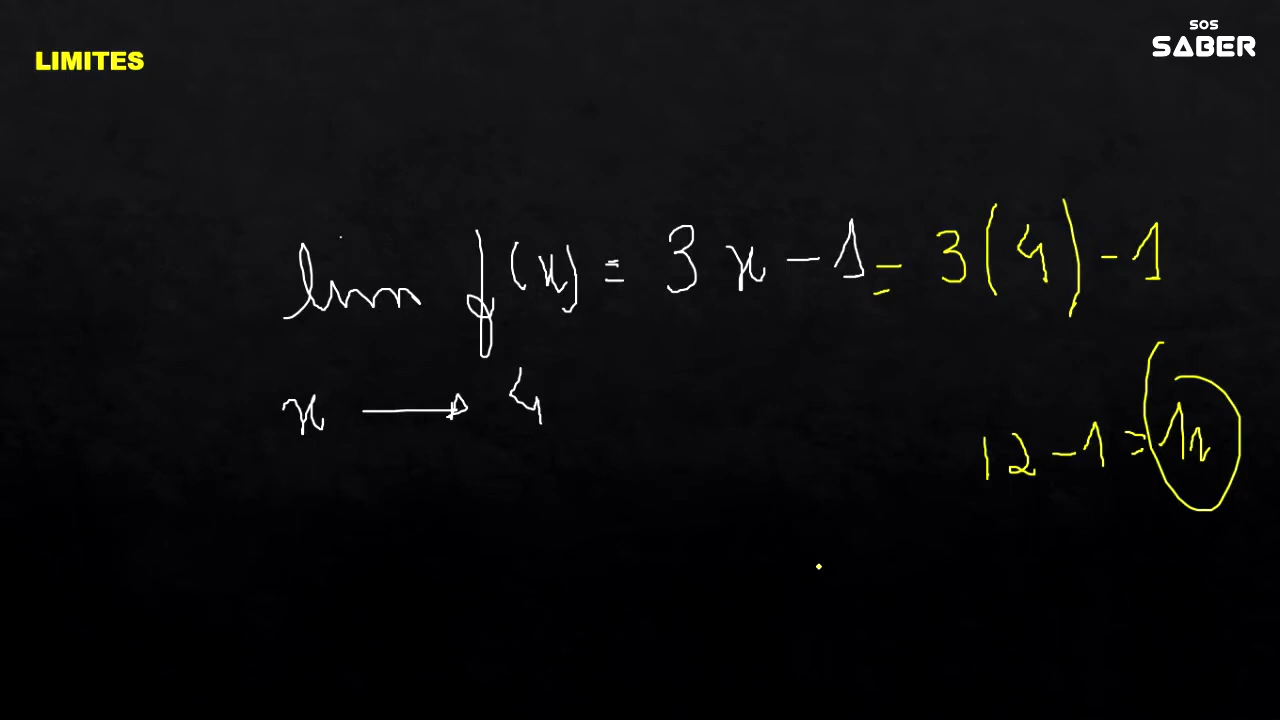 SOS
SABER
LIMITES
lim f(x) = 3x - 1 = 3(4) - 1
x → 4
12 - 1 = 11